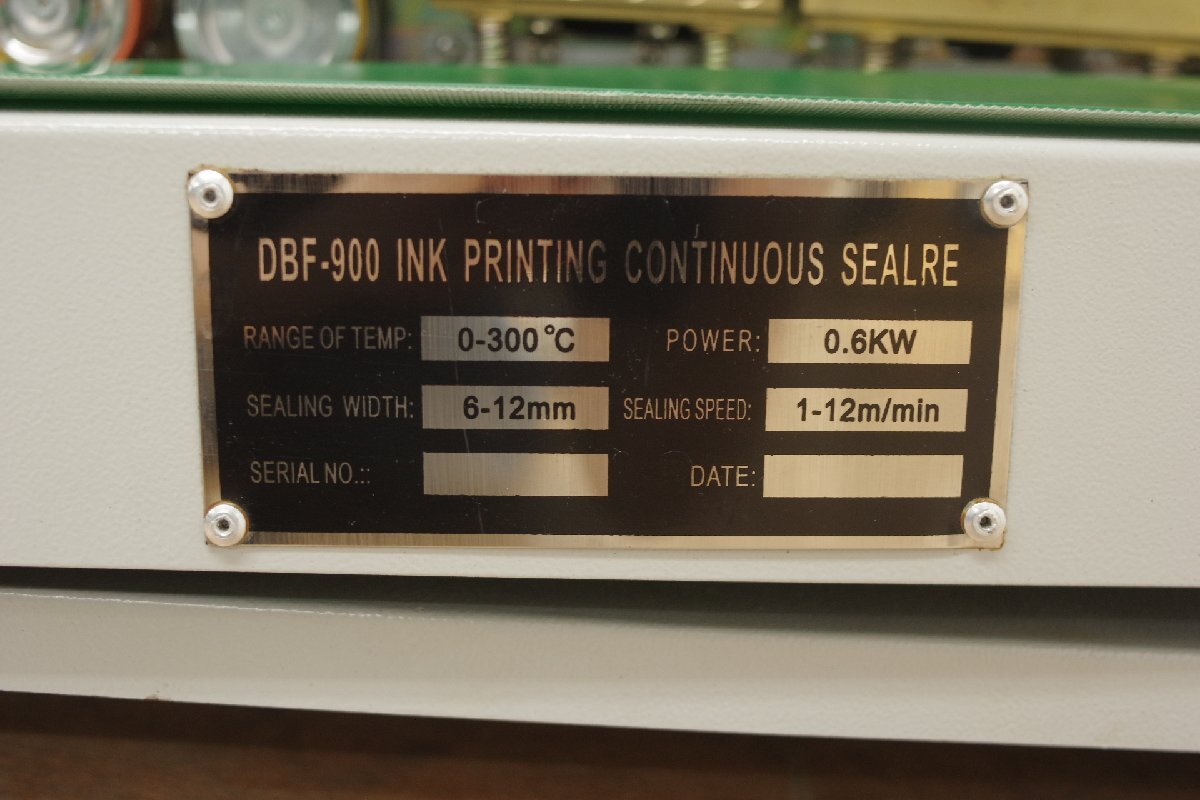 DBF-900 INK PRINTING CONTINUOUS SEALRE
RANGE OF TEMP: 0-300°C POWER: 0.6KW
SEALING WIDTH: 6-12mm SEALING SPEED: 1-12m/min
SERIAL NO.:: DATE: